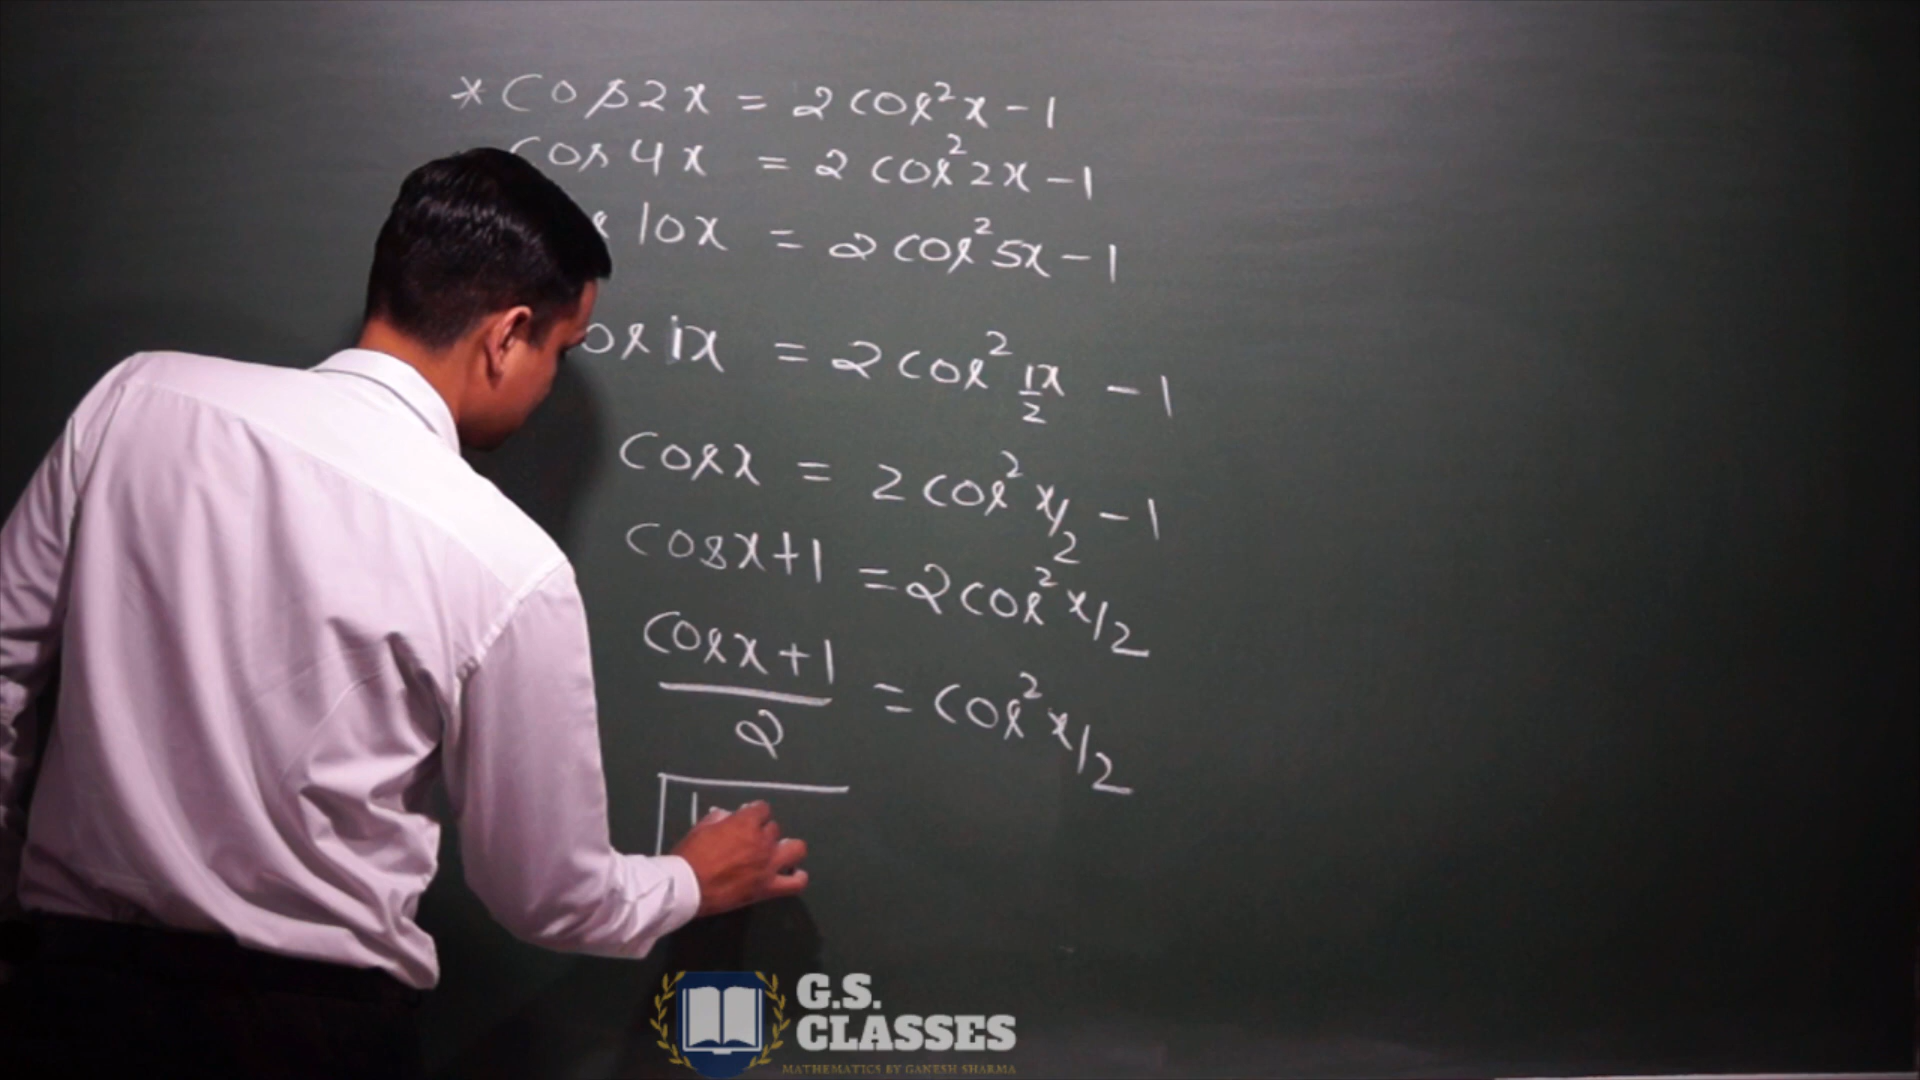 * Cos2x = 2cos²x-1
cos4x = 2cos²2x-1
s 10x = 2cos²5x-1
os 1x = 2cos² 1x/2 - 1
cosx = 2cos² x/2 - 1
cosx+1 = 2cos² x/2
cosx+1/2 = cos² x/2
G.S.
CLASSES
MATHEMATICS BY GANESH SHARMA